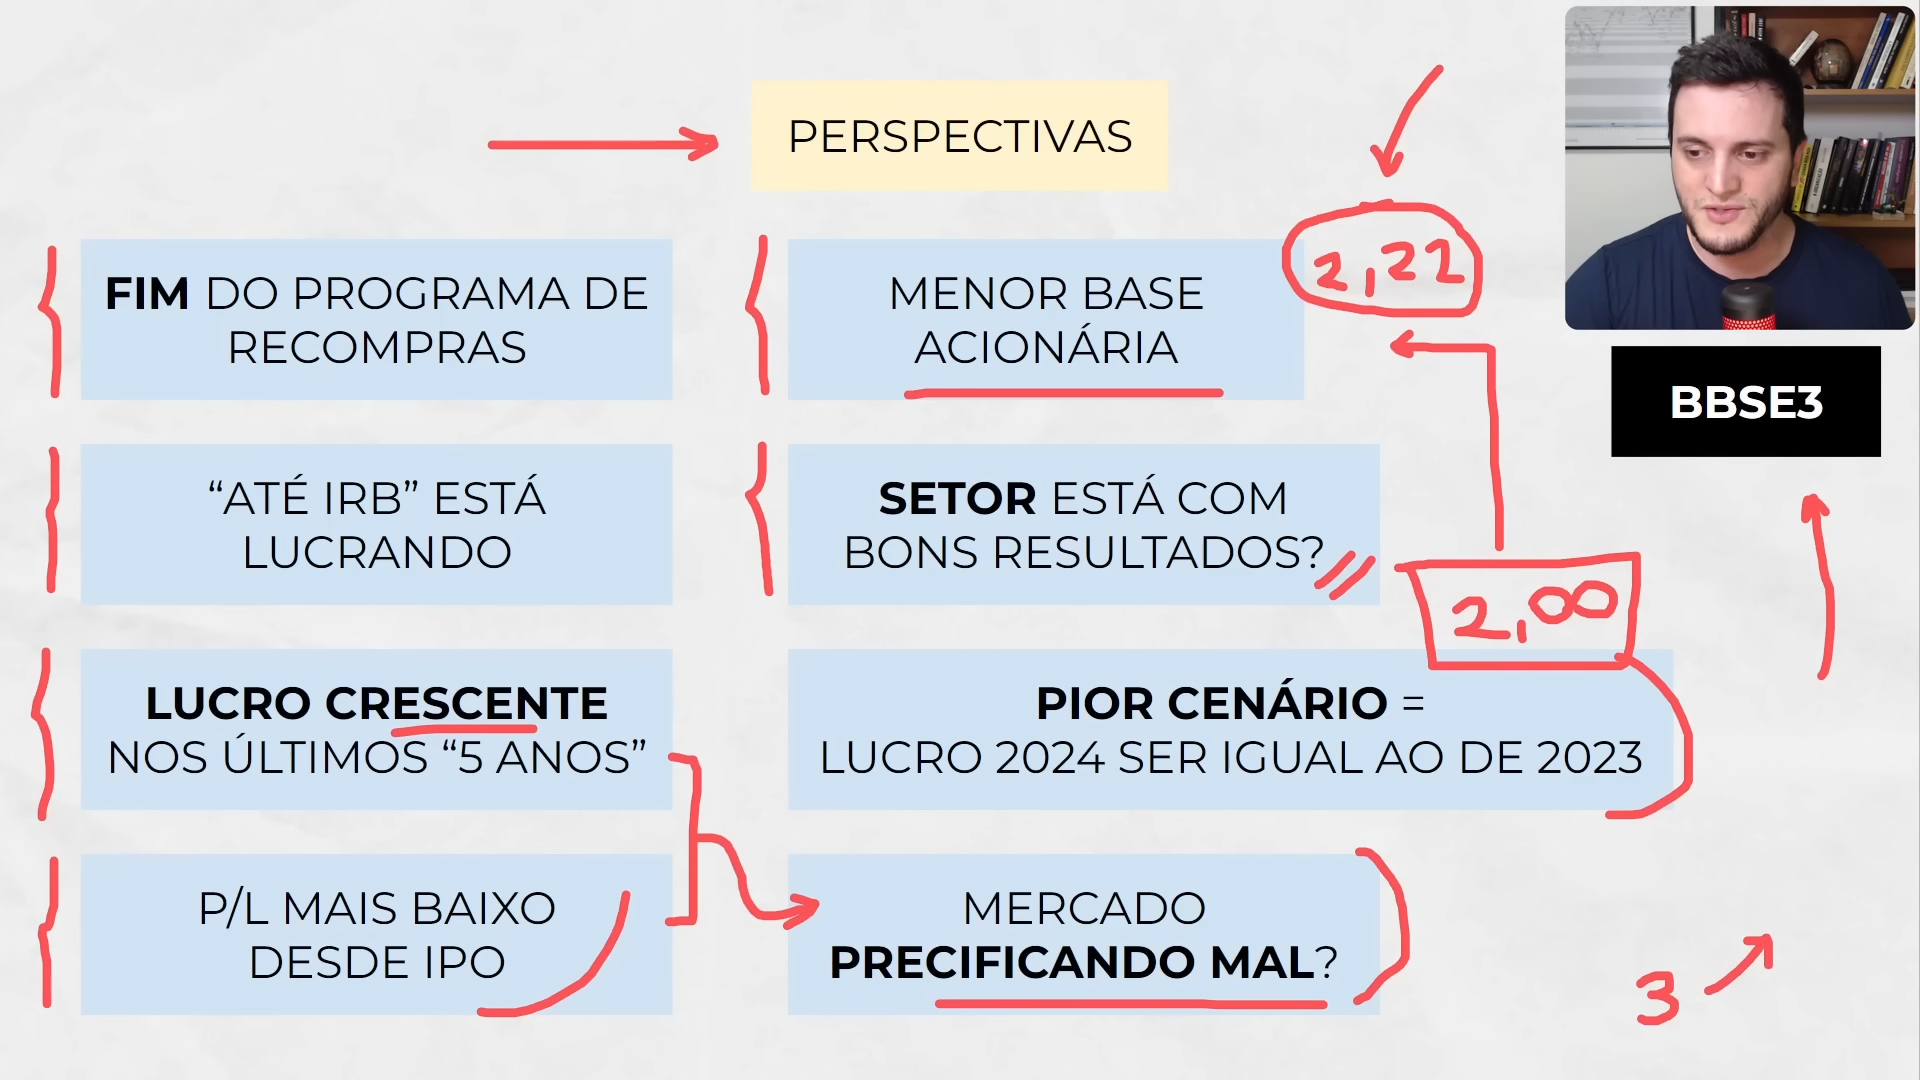 PERSPECTIVAS
FIM DO PROGRAMA DE
RECOMPRAS
MENOR BASE
ACIONÁRIA
2,22
BBSE3
“ATÉ IRB” ESTÁ
LUCRANDO
SETOR ESTÁ COM
BONS RESULTADOS?
2,00
LUCRO CRESCENTE
NOS ÚLTIMOS “5 ANOS”
PIOR CENÁRIO =
LUCRO 2024 SER IGUAL AO DE 2023
P/L MAIS BAIXO
DESDE IPO
MERCADO
PRECIFICANDO MAL?
3